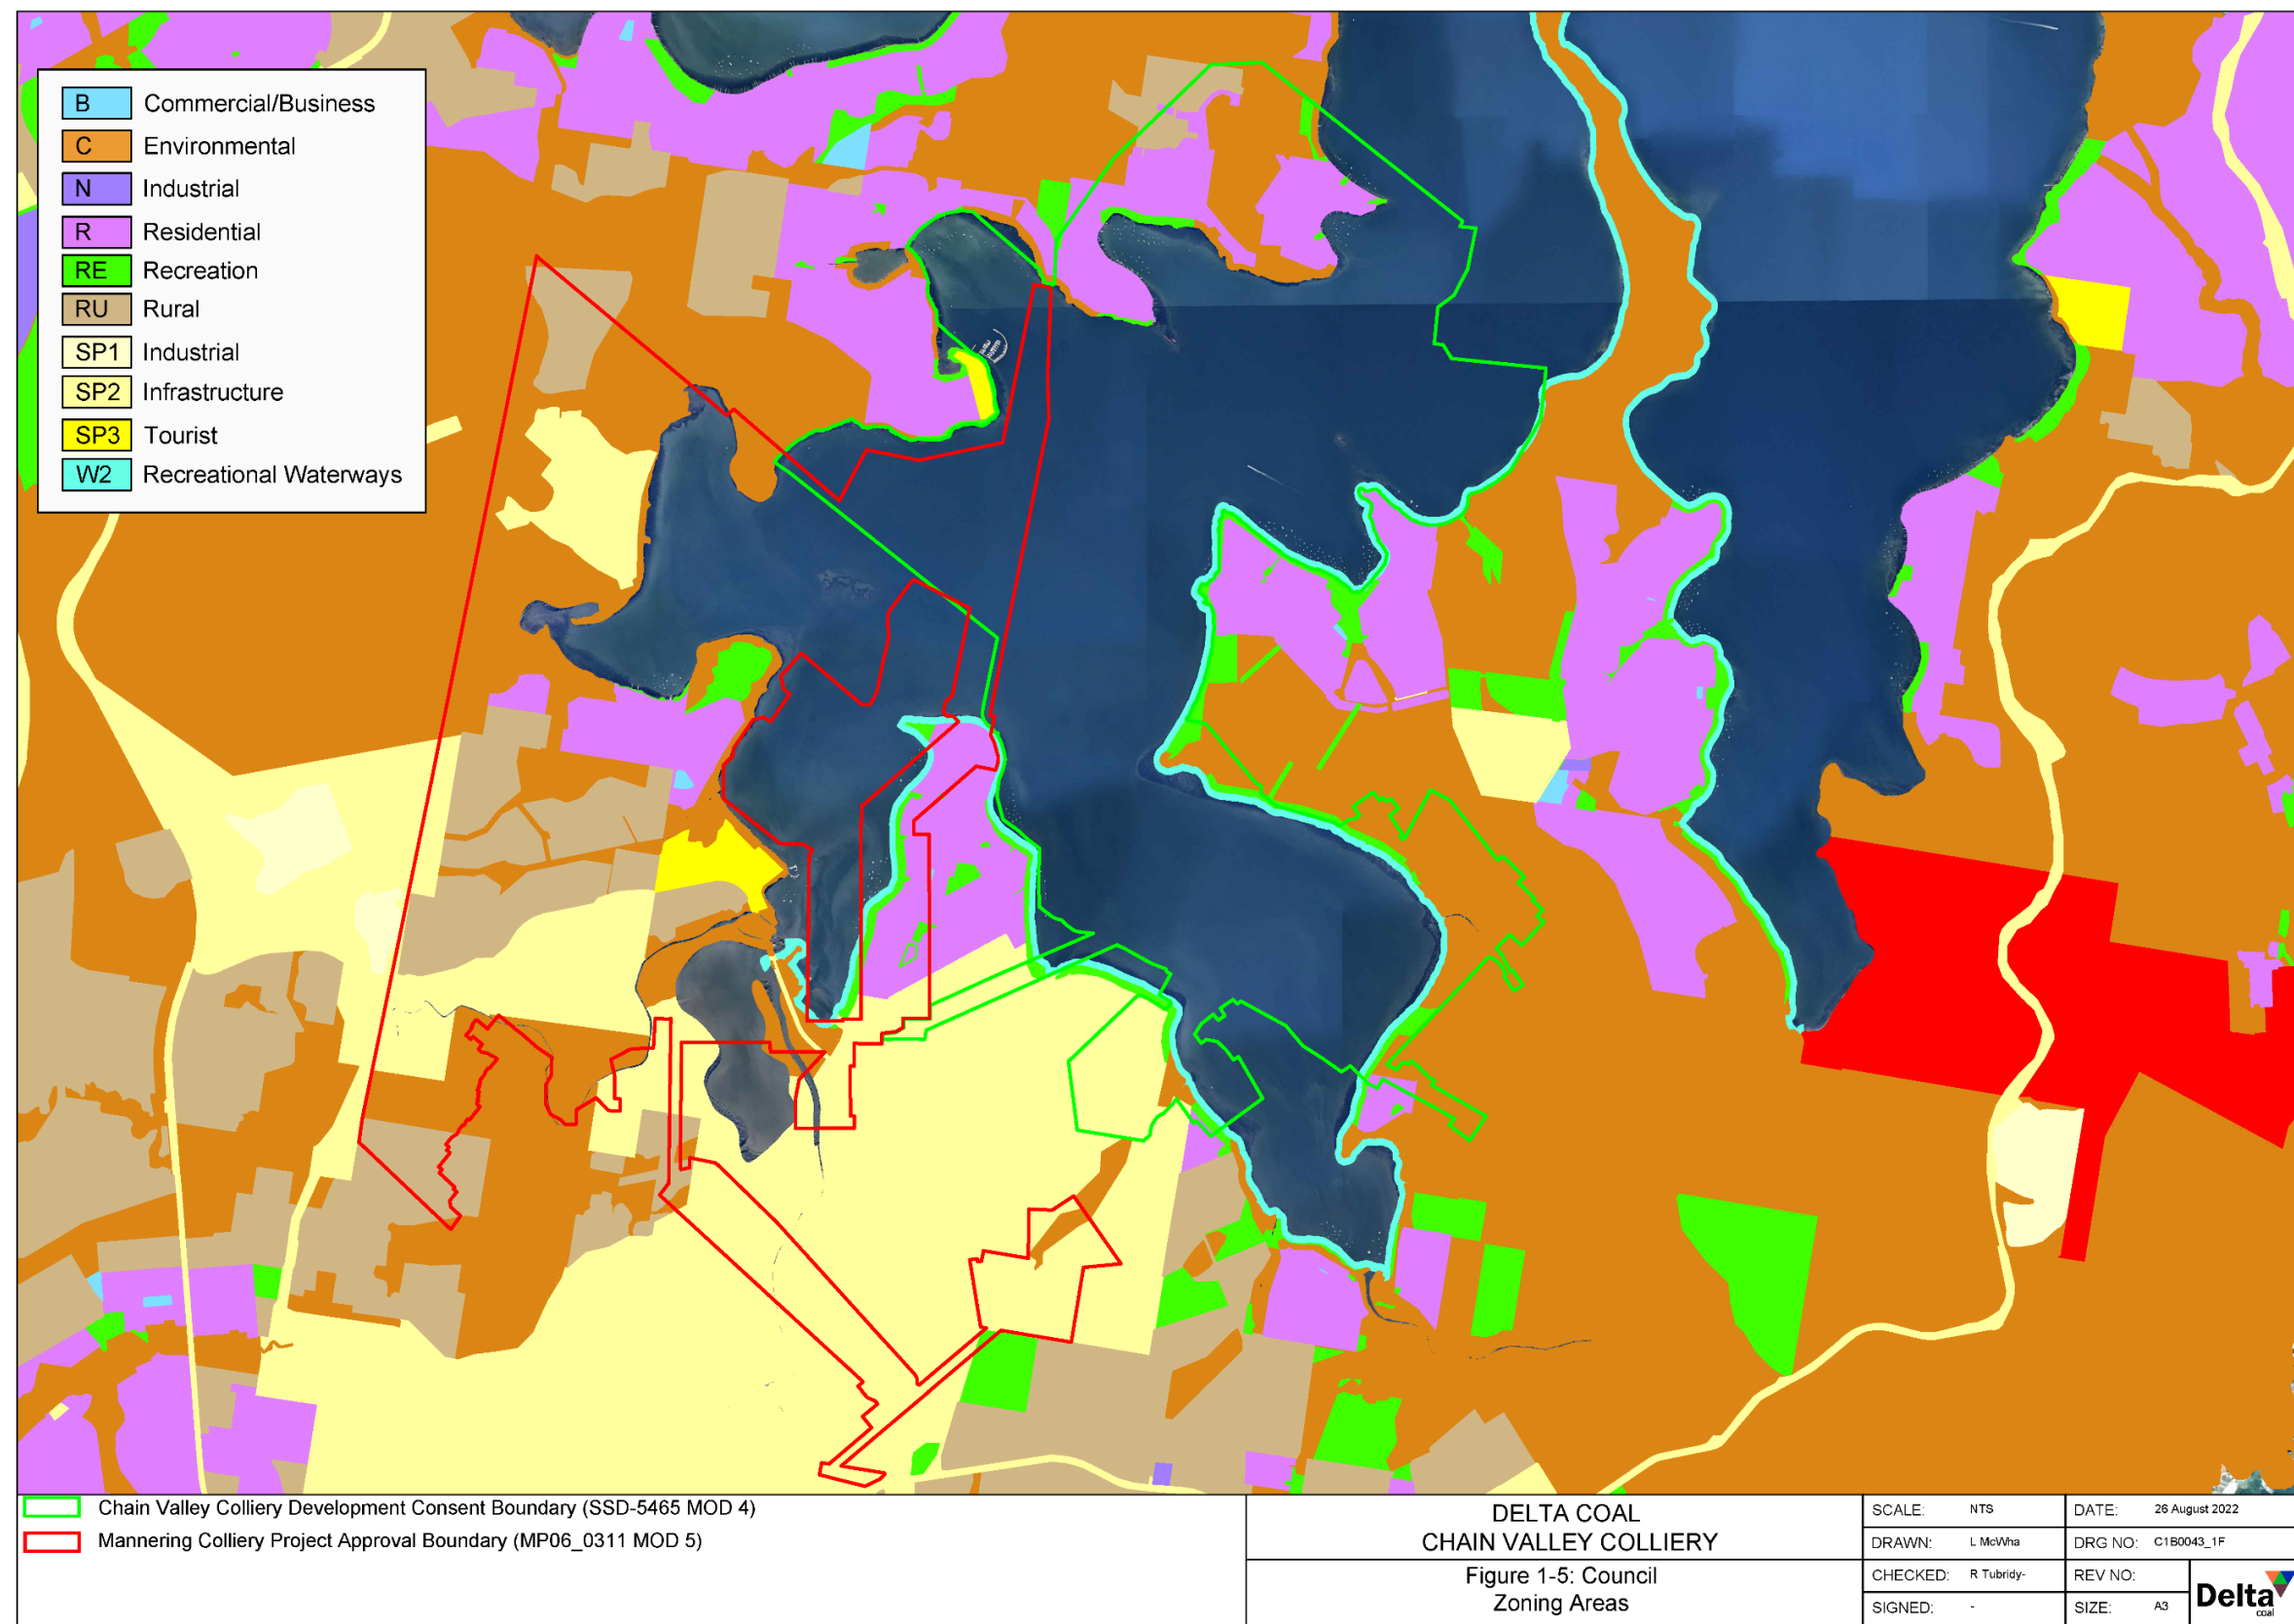 B Commercial/Business
C Environmental
N Industrial
R Residential
RE Recreation
RU Rural
SP1 Industrial
SP2 Infrastructure
SP3 Tourist
W2 Recreational Waterways
Chain Valley Colliery Development Consent Boundary (SSD-5465 MOD 4)
Mannering Colliery Project Approval Boundary (MP06_0311 MOD 5)
DELTA COAL
CHAIN VALLEY COLLIERY
Figure 1-5: Council
Zoning Areas
SCALE: NTS
DATE: 26 August 2022
DRAWN: L McWha
DRG NO: C1B0043_1F
CHECKED: R Tubridy-
REV NO:
SIGNED: -
SIZE: A3
Delta
coal